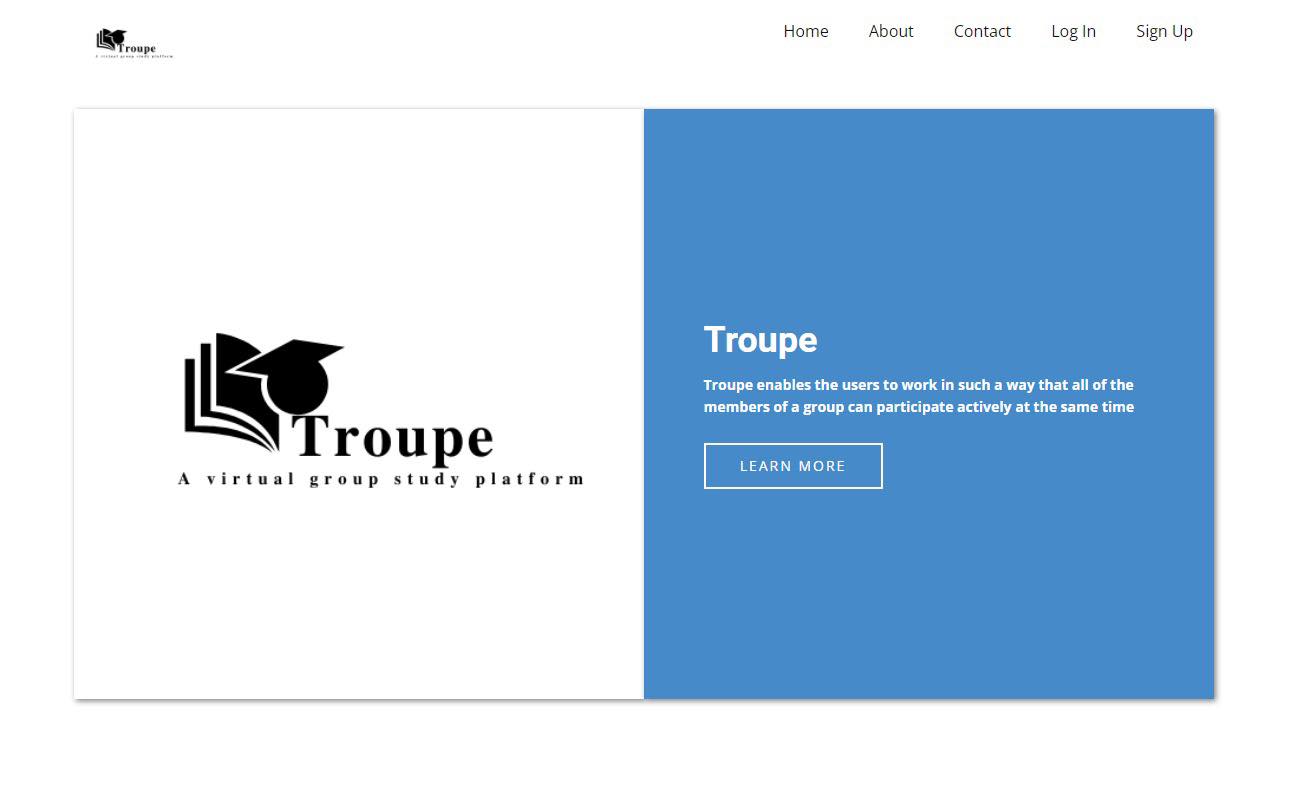 Troupe
A virtual group study platform
Home About Contact Log In Sign Up
Troupe
A virtual group study platform
Troupe
Troupe enables the users to work in such a way that all of the
members of a group can participate actively at the same time
LEARN MORE